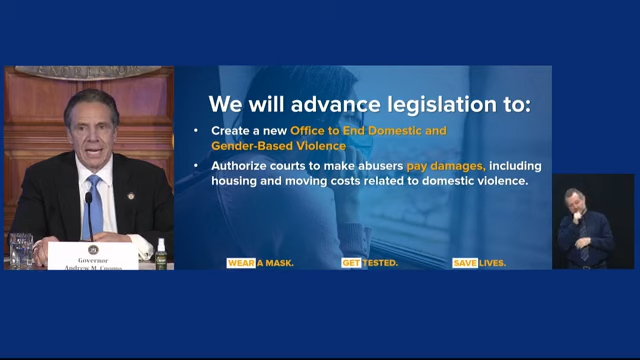 We will advance legislation to:
• Create a new Office to End Domestic and
Gender-Based Violence
• Authorize courts to make abusers pay damages, including
housing and moving costs related to domestic violence.
Governor
Andrew M. Cuomo
WEAR A MASK.
GET TESTED.
SAVE LIVES.